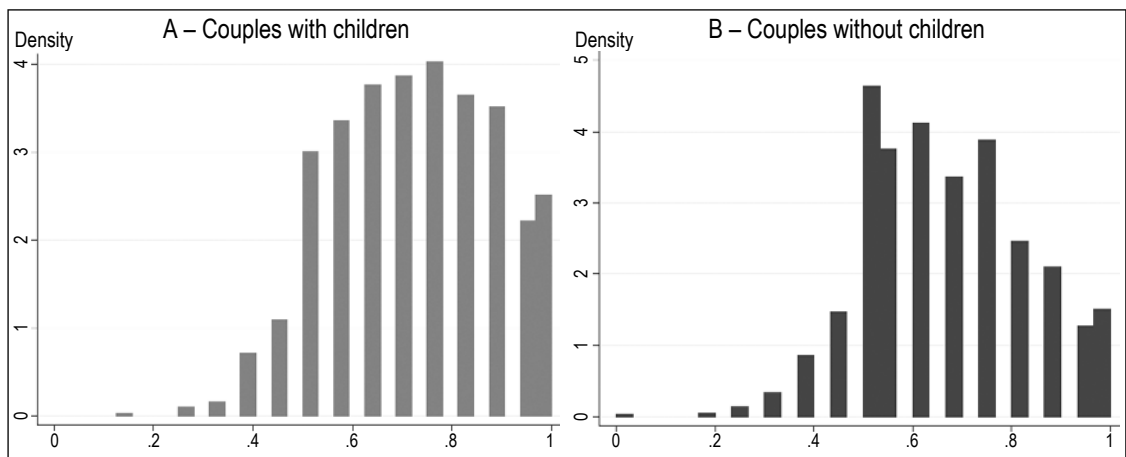 A – Couples with children
Density
4
3
2
1
0
0 .2 .4 .6 .8 1
B – Couples without children
Density
5
4
3
2
1
0
0 .2 .4 .6 .8 1